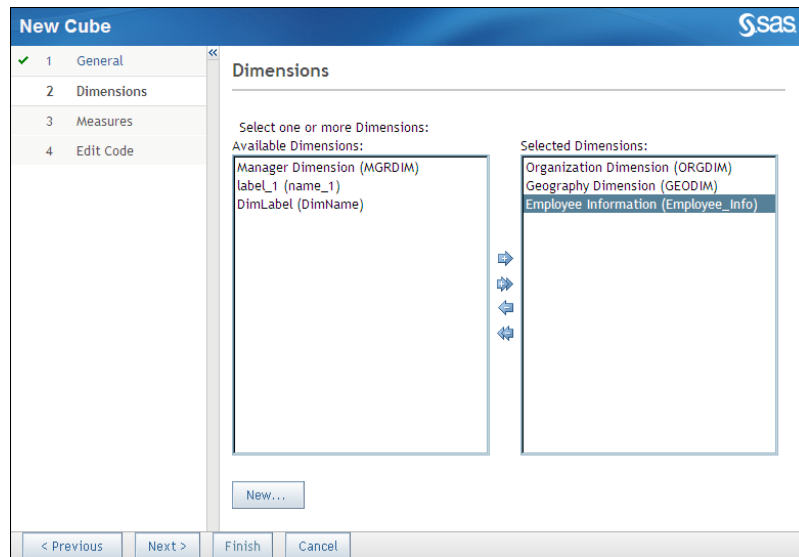 New Cube
sas
1 General
2 Dimensions
3 Measures
4 Edit Code
Dimensions
Select one or more Dimensions:
Available Dimensions:
Manager Dimension (MGRDIM)
label_1 (name_1)
DimLabel (DimName)
Selected Dimensions:
Organization Dimension (ORGDIM)
Geography Dimension (GEODIM)
Employee Information (Employee_Info)
New...
< Previous
Next >
Finish
Cancel